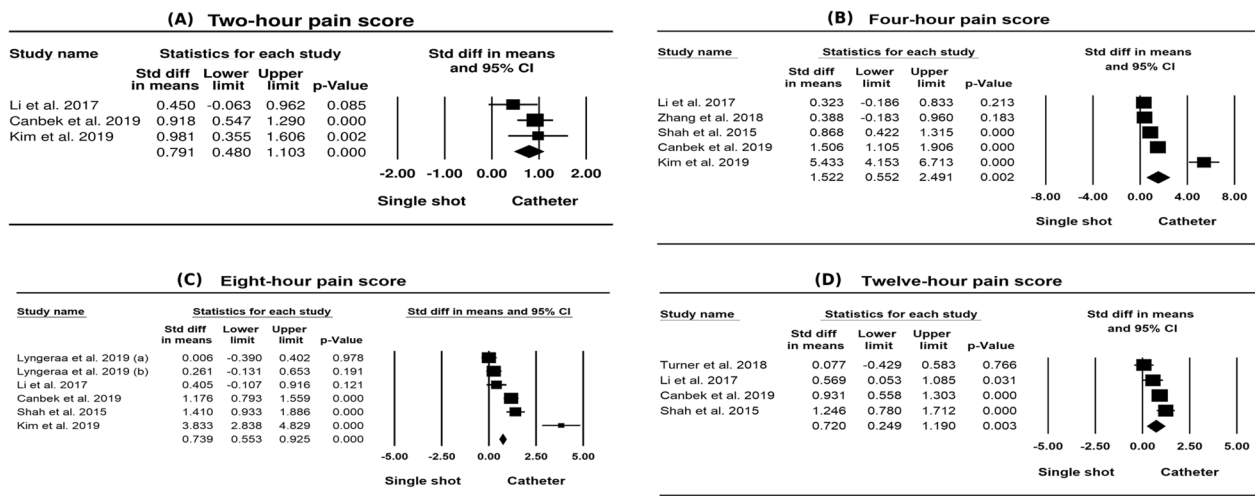 (A) Two-hour pain score
Study name Statistics for each study Std diff in means
and 95% CI
Std diff Lower Upper
in means limit limit p-Value
Li et al. 2017 0.450 -0.063 0.962 0.085
Canbek et al. 2019 0.918 0.547 1.290 0.000
Kim et al. 2019 0.981 0.355 1.606 0.002
0.791 0.480 1.103 0.000
-2.00 -1.00 0.00 1.00 2.00
Single shot Catheter
(B) Four-hour pain score
Study name Statistics for each study Std diff in means
and 95% CI
Std diff Lower Upper
in means limit limit p-Value
Li et al. 2017 0.323 -0.186 0.833 0.213
Zhang et al. 2018 0.388 -0.183 0.960 0.183
Shah et al. 2015 0.868 0.422 1.315 0.000
Canbek et al. 2019 1.506 1.105 1.906 0.000
Kim et al. 2019 5.433 4.153 6.713 0.000
1.522 0.552 2.491 0.002
-8.00 -4.00 0.00 4.00 8.00
Single shot Catheter
(C) Eight-hour pain score
Study name Statistics for each study Std diff in means and 95% CI
Std diff Lower Upper
in means limit limit p-Value
Lyngeraa et al. 2019 (a) 0.006 -0.390 0.402 0.978
Lyngeraa et al. 2019 (b) 0.261 -0.131 0.653 0.191
Li et al. 2017 0.405 -0.107 0.916 0.121
Canbek et al. 2019 1.176 0.793 1.559 0.000
Shah et al. 2015 1.410 0.933 1.886 0.000
Kim et al. 2019 3.833 2.838 4.829 0.000
0.739 0.553 0.925 0.000
-5.00 -2.50 0.00 2.50 5.00
Single shot Catheter
(D) Twelve-hour pain score
Study name Statistics for each study Std diff in means
and 95% CI
Std diff Lower Upper
in means limit limit p-Value
Turner et al. 2018 0.077 -0.429 0.583 0.766
Li et al. 2017 0.569 0.053 1.085 0.031
Canbek et al. 2019 0.931 0.558 1.303 0.000
Shah et al. 2015 1.246 0.780 1.712 0.000
0.720 0.249 1.190 0.003
-5.00 -2.50 0.00 2.50 5.00
Single shot Catheter